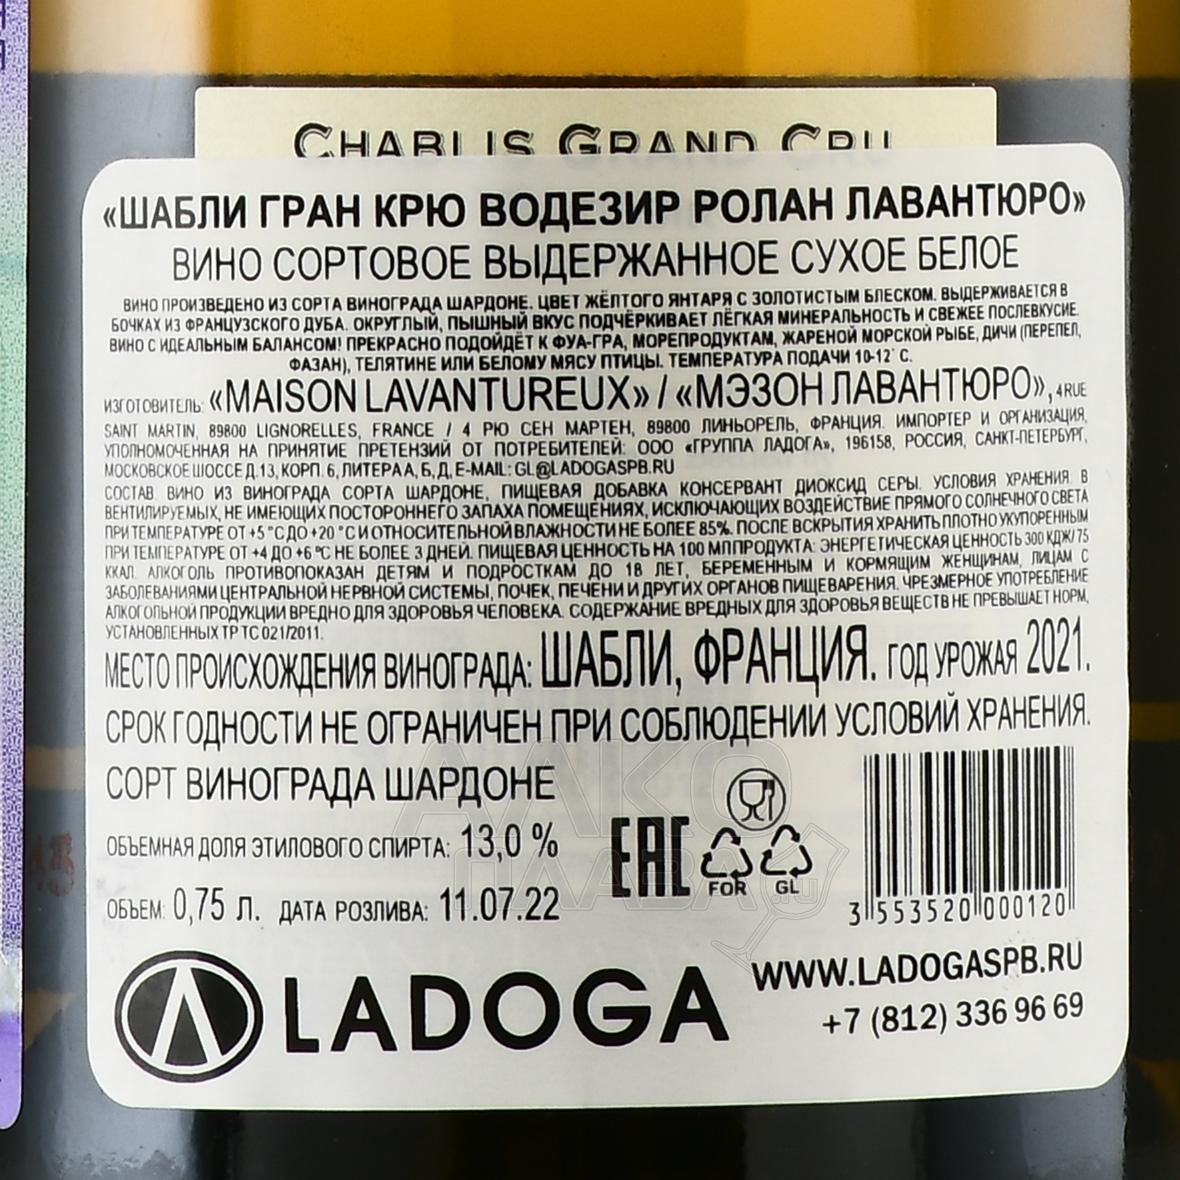 CHABLIS GRAND CRU
«ШАБЛИ ГРАН КРЮ ВОДЕЗИР РОЛАН ЛАВАНТЮРО»
ВИНО СОРТОВОЕ ВЫДЕРЖАННОЕ СУХОЕ БЕЛОЕ
ВИНО ПРОИЗВЕДЕНО ИЗ СОРТА ВИНОГРАДА ШАРДОНЕ. ЦВЕТ ЖЁЛТОГО ЯНТАРЯ С ЗОЛОТИСТЫМ БЛЕСКОМ. ВЫДЕРЖИВАЕТСЯ В
БОЧКАХ ИЗ ФРАНЦУЗСКОГО ДУБА. ОКРУГЛЫЙ, ПЫШНЫЙ ВКУС ПОДЧЁРКИВАЕТ ЛЁГКАЯ МИНЕРАЛЬНОСТЬ И СВЕЖЕЕ ПОСЛЕВКУСИЕ.
ВИНО С ИДЕАЛЬНЫМ БАЛАНСОМ! ПРЕКРАСНО ПОДОЙДЁТ К ФУА-ГРА, МОРЕПРОДУКТАМ, ЖАРЕНОЙ МОРСКОЙ РЫБЕ, ДИЧИ (ПЕРЕПЕЛ,
ФАЗАН), ТЕЛЯТИНЕ ИЛИ БЕЛОМУ МЯСУ ПТИЦЫ. ТЕМПЕРАТУРА ПОДАЧИ 10-12° С.
ИЗГОТОВИТЕЛЬ: «MAISON LAVANTUREUX» / «МЭЗОН ЛАВАНТЮРО», 4 RUE
SAINT MARTIN, 89800 LIGNORELLES, FRANCE / 4 РЮ СЕН МАРТЕН, 89800 ЛИНЬОРЕЛЬ, ФРАНЦИЯ. ИМПОРТЕР И ОРГАНИЗАЦИЯ,
УПОЛНОМОЧЕННАЯ НА ПРИНЯТИЕ ПРЕТЕНЗИЙ ОТ ПОТРЕБИТЕЛЕЙ: ООО «ГРУППА ЛАДОГА», 196158, РОССИЯ, САНКТ-ПЕТЕРБУРГ,
МОСКОВСКОЕ ШОССЕ Д. 13, КОРП. 6, ЛИТЕРА А, Б, Д, E-MAIL: GL@LADOGASPB.RU
СОСТАВ: ВИНО ИЗ ВИНОГРАДА СОРТА ШАРДОНЕ, ПИЩЕВАЯ ДОБАВКА КОНСЕРВАНТ ДИОКСИД СЕРЫ. УСЛОВИЯ ХРАНЕНИЯ: В
ВЕНТИЛИРУЕМЫХ, НЕ ИМЕЮЩИХ ПОСТОРОННЕГО ЗАПАХА ПОМЕЩЕНИЯХ, ИСКЛЮЧАЮЩИХ ВОЗДЕЙСТВИЕ ПРЯМОГО СОЛНЕЧНОГО СВЕТА
ПРИ ТЕМПЕРАТУРЕ ОТ +5 °С ДО +20 °С И ОТНОСИТЕЛЬНОЙ ВЛАЖНОСТИ НЕ БОЛЕЕ 85%. ПОСЛЕ ВСКРЫТИЯ ХРАНИТЬ ПЛОТНО УКУПОРЕННЫМ
ПРИ ТЕМПЕРАТУРЕ ОТ +4 ДО +6 °С НЕ БОЛЕЕ 3 ДНЕЙ. ПИЩЕВАЯ ЦЕННОСТЬ НА 100 МЛ ПРОДУКТА: ЭНЕРГЕТИЧЕСКАЯ ЦЕННОСТЬ 300 КДЖ/75
ККАЛ. АЛКОГОЛЬ ПРОТИВОПОКАЗАН ДЕТЯМ И ПОДРОСТКАМ ДО 18 ЛЕТ, БЕРЕМЕННЫМ И КОРМЯЩИМ ЖЕНЩИНАМ, ЛИЦАМ С
ЗАБОЛЕВАНИЯМИ ЦЕНТРАЛЬНОЙ НЕРВНОЙ СИСТЕМЫ, ПОЧЕК, ПЕЧЕНИ И ДРУГИХ ОРГАНОВ ПИЩЕВАРЕНИЯ. ЧРЕЗМЕРНОЕ УПОТРЕБЛЕНИЕ
АЛКОГОЛЬНОЙ ПРОДУКЦИИ ВРЕДНО ДЛЯ ЗДОРОВЬЯ ЧЕЛОВЕКА. СОДЕРЖАНИЕ ВРЕДНЫХ ДЛЯ ЗДОРОВЬЯ ВЕЩЕСТВ НЕ ПРЕВЫШАЕТ НОРМ,
УСТАНОВЛЕННЫХ ТР ТС 021/2011.
МЕСТО ПРОИСХОЖДЕНИЯ ВИНОГРАДА: ШАБЛИ, ФРАНЦИЯ. ГОД УРОЖАЯ 2021.
СРОК ГОДНОСТИ НЕ ОГРАНИЧЕН ПРИ СОБЛЮДЕНИИ УСЛОВИЙ ХРАНЕНИЯ.
СОРТ ВИНОГРАДА ШАРДОНЕ
ОБЪЕМНАЯ ДОЛЯ ЭТИЛОВОГО СПИРТА: 13,0 %
ОБЪЕМ: 0,75 Л. ДАТА РОЗЛИВА: 11.07.22
EAC FOR GL
3 553520 000120
LADOGA
WWW.LADOGASPB.RU
+7 (812) 336 96 69
АЛКО
ПЛАВА.ru